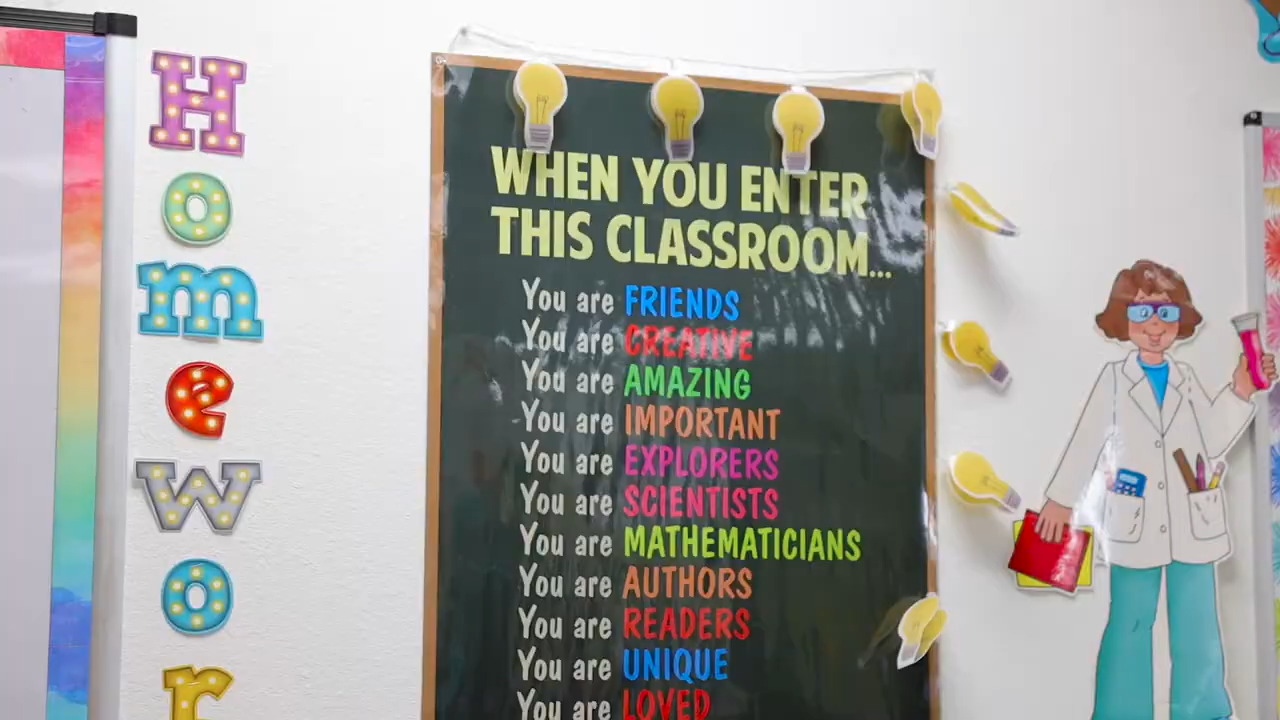 H
o
m
e
w
o
r
WHEN YOU ENTER
THIS CLASSROOM...
You are FRIENDS
You are CREATIVE
You are AMAZING
You are IMPORTANT
You are EXPLORERS
You are SCIENTISTS
You are MATHEMATICIANS
You are AUTHORS
You are READERS
You are UNIQUE
You are LOVED